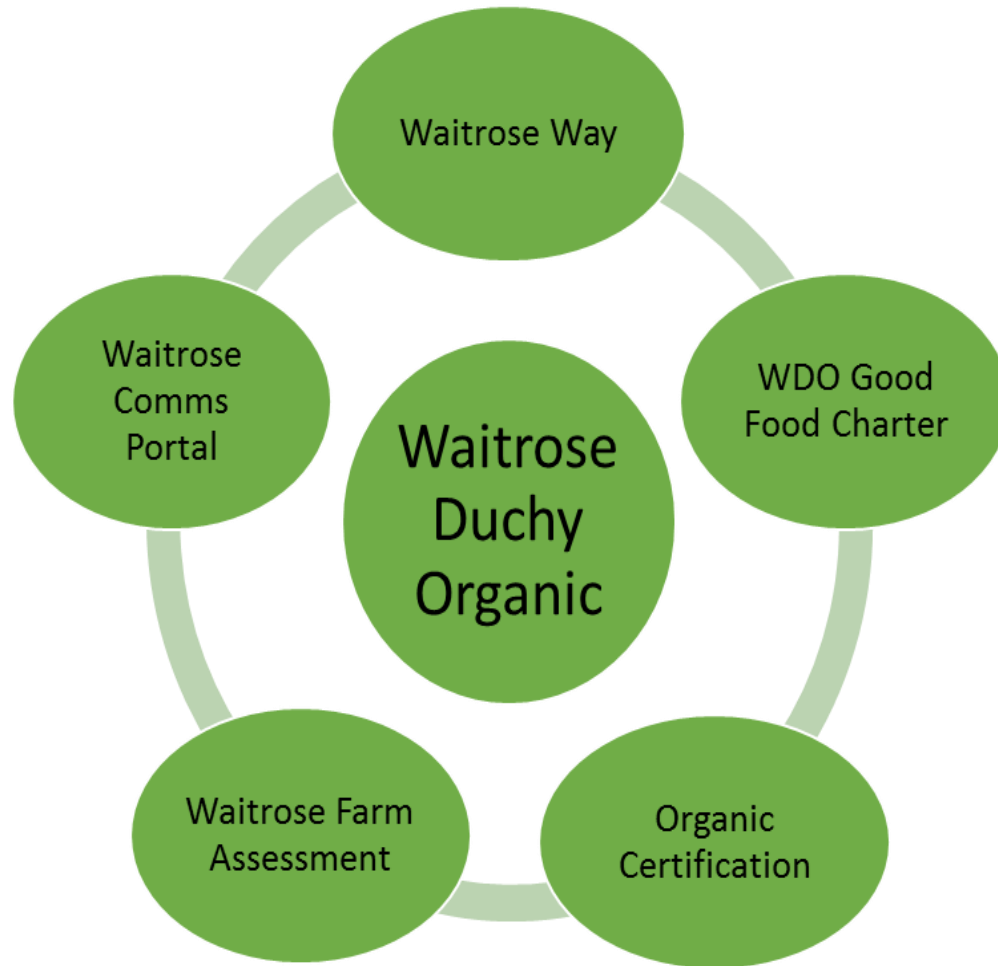 Waitrose Way
WDO Good
Food Charter
Organic
Certification
Waitrose Farm
Assessment
Waitrose
Comms
Portal
Waitrose
Duchy
Organic